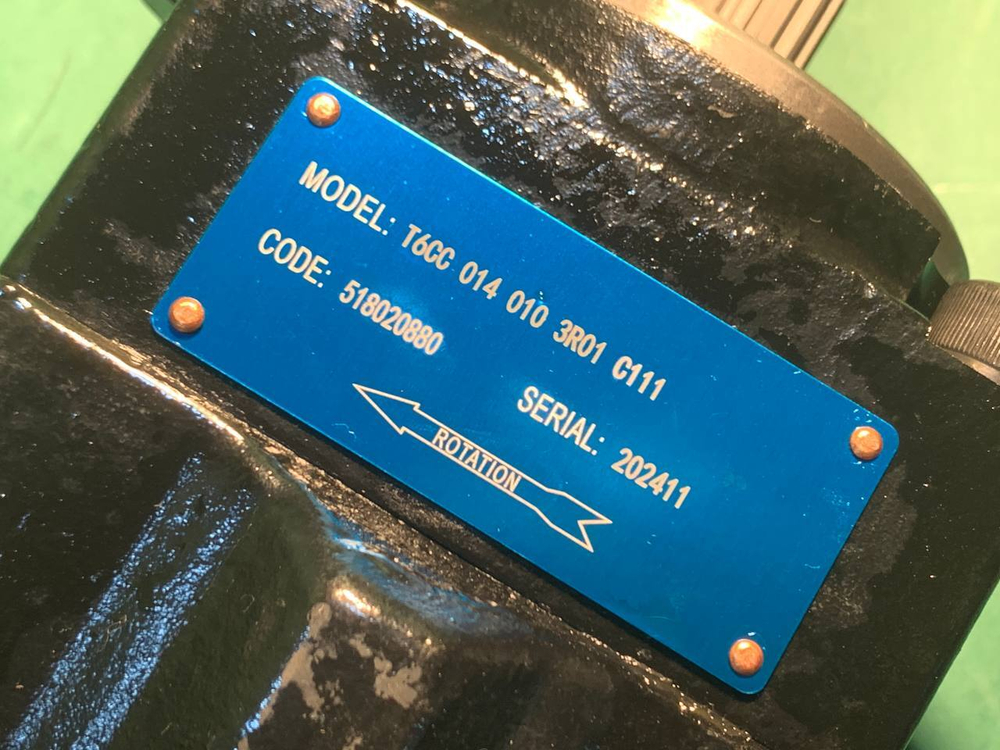 MODEL: T6CC 014 010 3R01 C111
CODE: 518020880
SERIAL: 202411
ROTATION